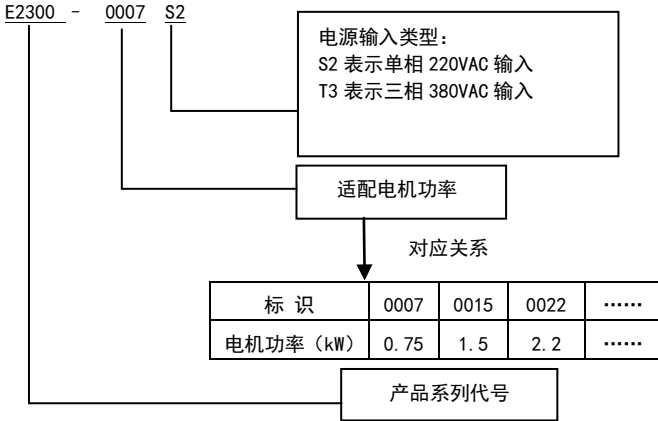 E2300 - 0007 S2
电源输入类型：
S2 表示单相 220VAC 输入
T3 表示三相 380VAC 输入
适配电机功率
对应关系
标 识 0007 0015 0022 ……
电机功率（kW） 0.75 1.5 2.2 ……
产品系列代号